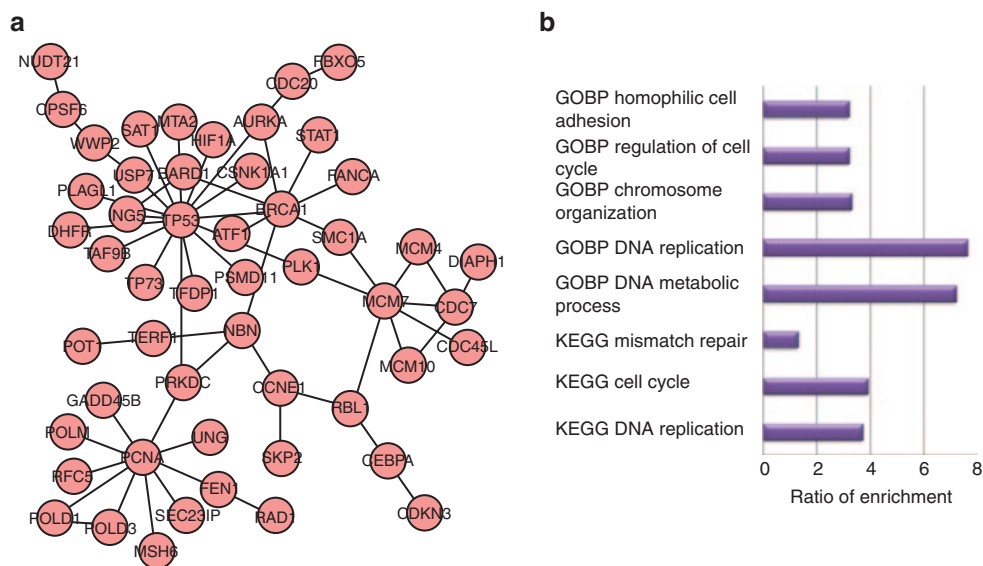 a
NUDT21
FBXO5
CDC20
CPSF6
SAT1
MTA2
AURKA
HIF1A
STAT1
WWP2
USP7
BARD1
CSNK1A1
FANCA
PLAGL1
NG5
TP53
BRCA1
DHFR
ATF1
SMC1A
TAF9B
MCM4
DIAPH1
TP73
TFDP1
PSMD11
PLK1
MCM7
CDC7
POT1
TERF1
NBN
CDC45L
MCM10
PRKDC
CCNE1
GADD45B
RBL1
POLM
UNG
PCNA
SKP2
CEBPA
RFC5
FEN1
POLD1
POLD3
SEC23IP
RAD1
CDKN3
MSH6
b
GOBP homophilic cell
adhesion
GOBP regulation of cell
cycle
GOBP chromosome
organization
GOBP DNA replication
GOBP DNA metabolic
process
KEGG mismatch repair
KEGG cell cycle
KEGG DNA replication
0 2 4 6 8
Ratio of enrichment